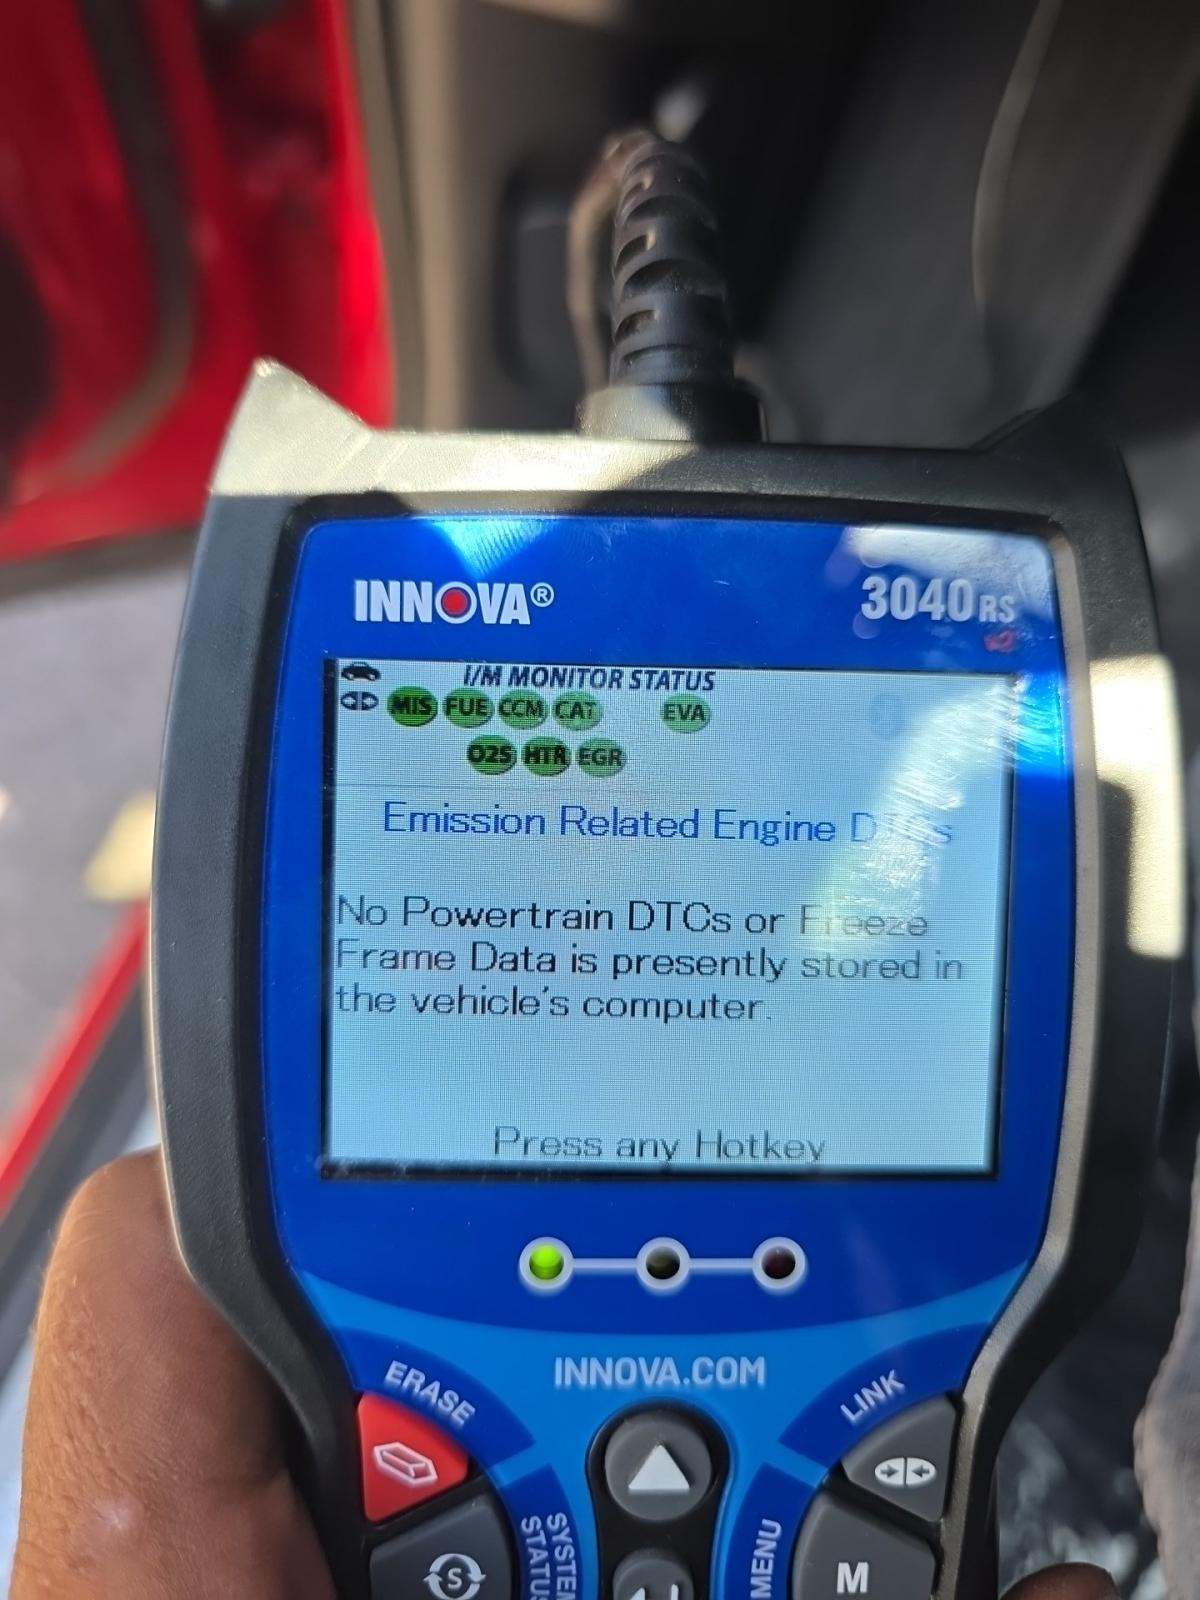 INNOVA®
3040RS
I/M MONITOR STATUS
MIS FUE CCM CAT EVA
O2S HTR EGR
Emission Related Engine DTCs
No Powertrain DTCs or Freeze
Frame Data is presently stored in
the vehicle's computer.
Press any Hotkey
INNOVA.COM
ERASE
LINK
SYSTEM
STATUS
S
MENU
M